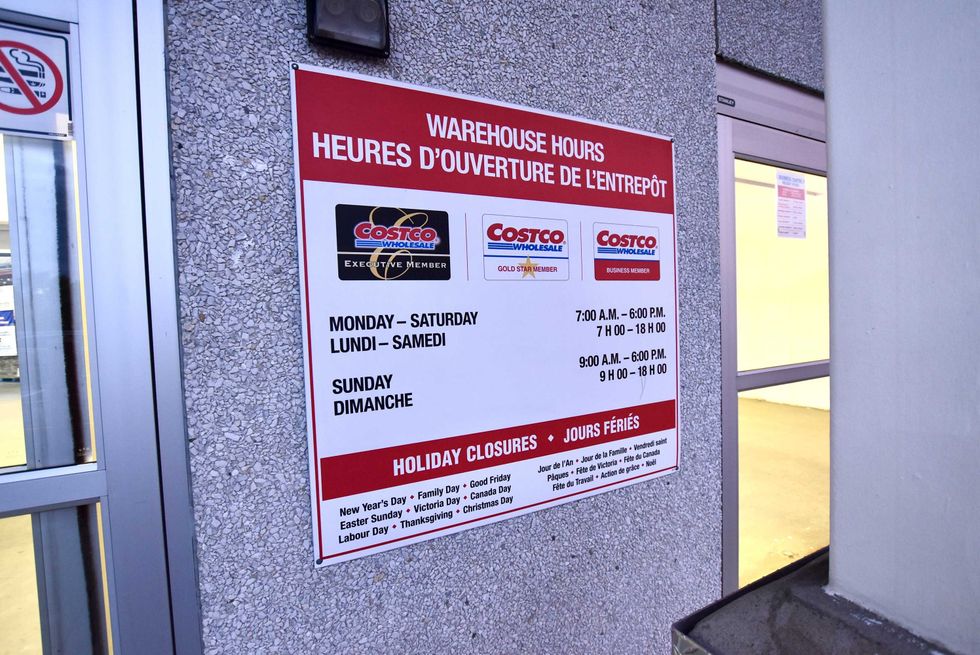 WAREHOUSE HOURS
HEURES D'OUVERTURE DE L'ENTREPÔT
COSTCO
WHOLESALE
EXECUTIVE MEMBER
COSTCO
WHOLESALE
GOLD STAR MEMBER
COSTCO
WHOLESALE
BUSINESS MEMBER
MONDAY – SATURDAY
LUNDI – SAMEDI
7:00 A.M. – 6:00 P.M.
7 H 00 – 18 H 00
SUNDAY
DIMANCHE
9:00 A.M. – 6:00 P.M.
9 H 00 – 18 H 00
HOLIDAY CLOSURES ♦ JOURS FÉRIÉS
New Year's Day ♦ Family Day ♦ Good Friday
Easter Sunday ♦ Victoria Day ♦ Canada Day
Labour Day ♦ Thanksgiving ♦ Christmas Day
Jour de l'An ♦ Jour de la Famille ♦ Vendredi saint
Pâques ♦ Fête de Victoria ♦ Fête du Canada
Fête du Travail ♦ Action de grâce ♦ Noël